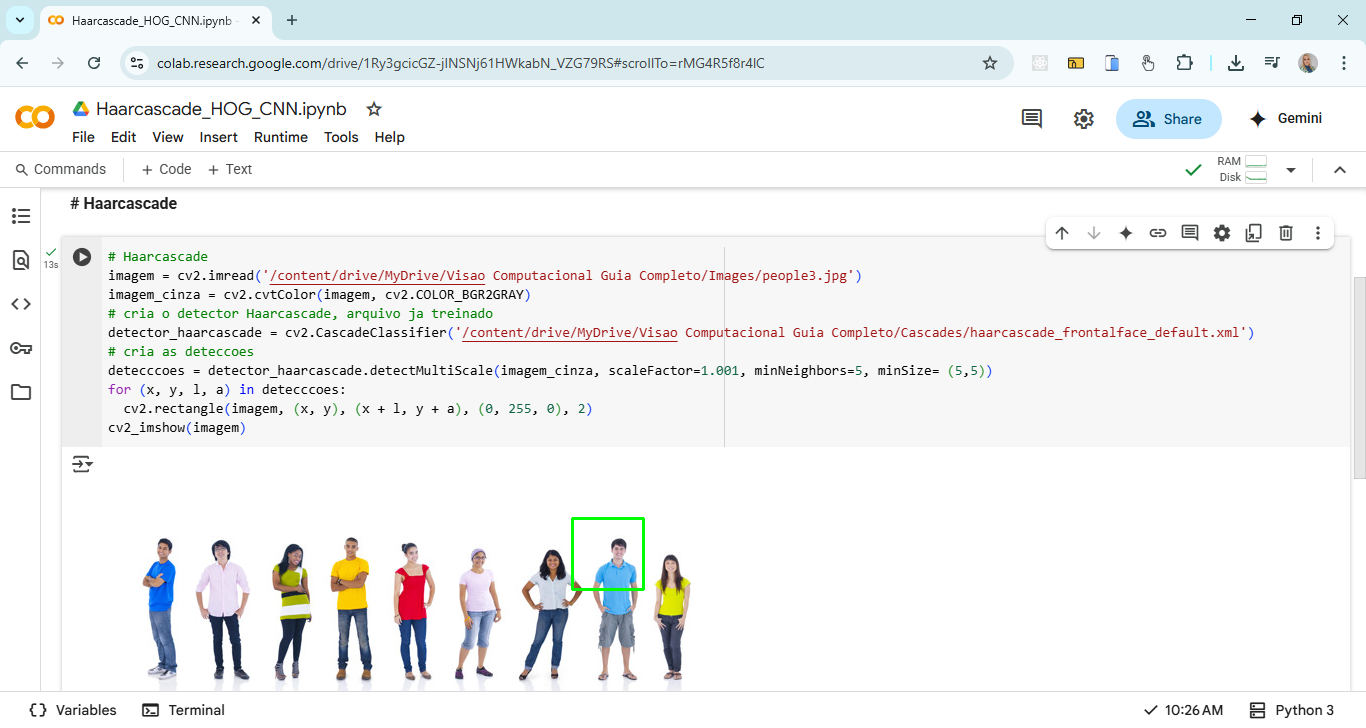 Haarcascade_HOG_CNN.ipynb -
colab.research.google.com/drive/1Ry3gcicGZ-jlNSNj61HWkabN_VZG79RS#scrollTo=rMG4R5f8r4lC
Haarcascade_HOG_CNN.ipynb
File Edit View Insert Runtime Tools Help
Share
Gemini
Commands + Code + Text
RAM
Disk
# Haarcascade
13s
# Haarcascade
imagem = cv2.imread('/content/drive/MyDrive/Visao Computacional Guia Completo/Images/people3.jpg')
imagem_cinza = cv2.cvtColor(imagem, cv2.COLOR_BGR2GRAY)
# cria o detector Haarcascade, arquivo ja treinado
detector_haarcascade = cv2.CascadeClassifier('/content/drive/MyDrive/Visao Computacional Guia Completo/Cascades/haarcascade_frontalface_default.xml')
# cria as deteccoes
detecccoes = detector_haarcascade.detectMultiScale(imagem_cinza, scaleFactor=1.001, minNeighbors=5, minSize= (5,5))
for (x, y, l, a) in detecccoes:
  cv2.rectangle(imagem, (x, y), (x + l, y + a), (0, 255, 0), 2)
cv2_imshow(imagem)
Variables Terminal
10:26 AM Python 3